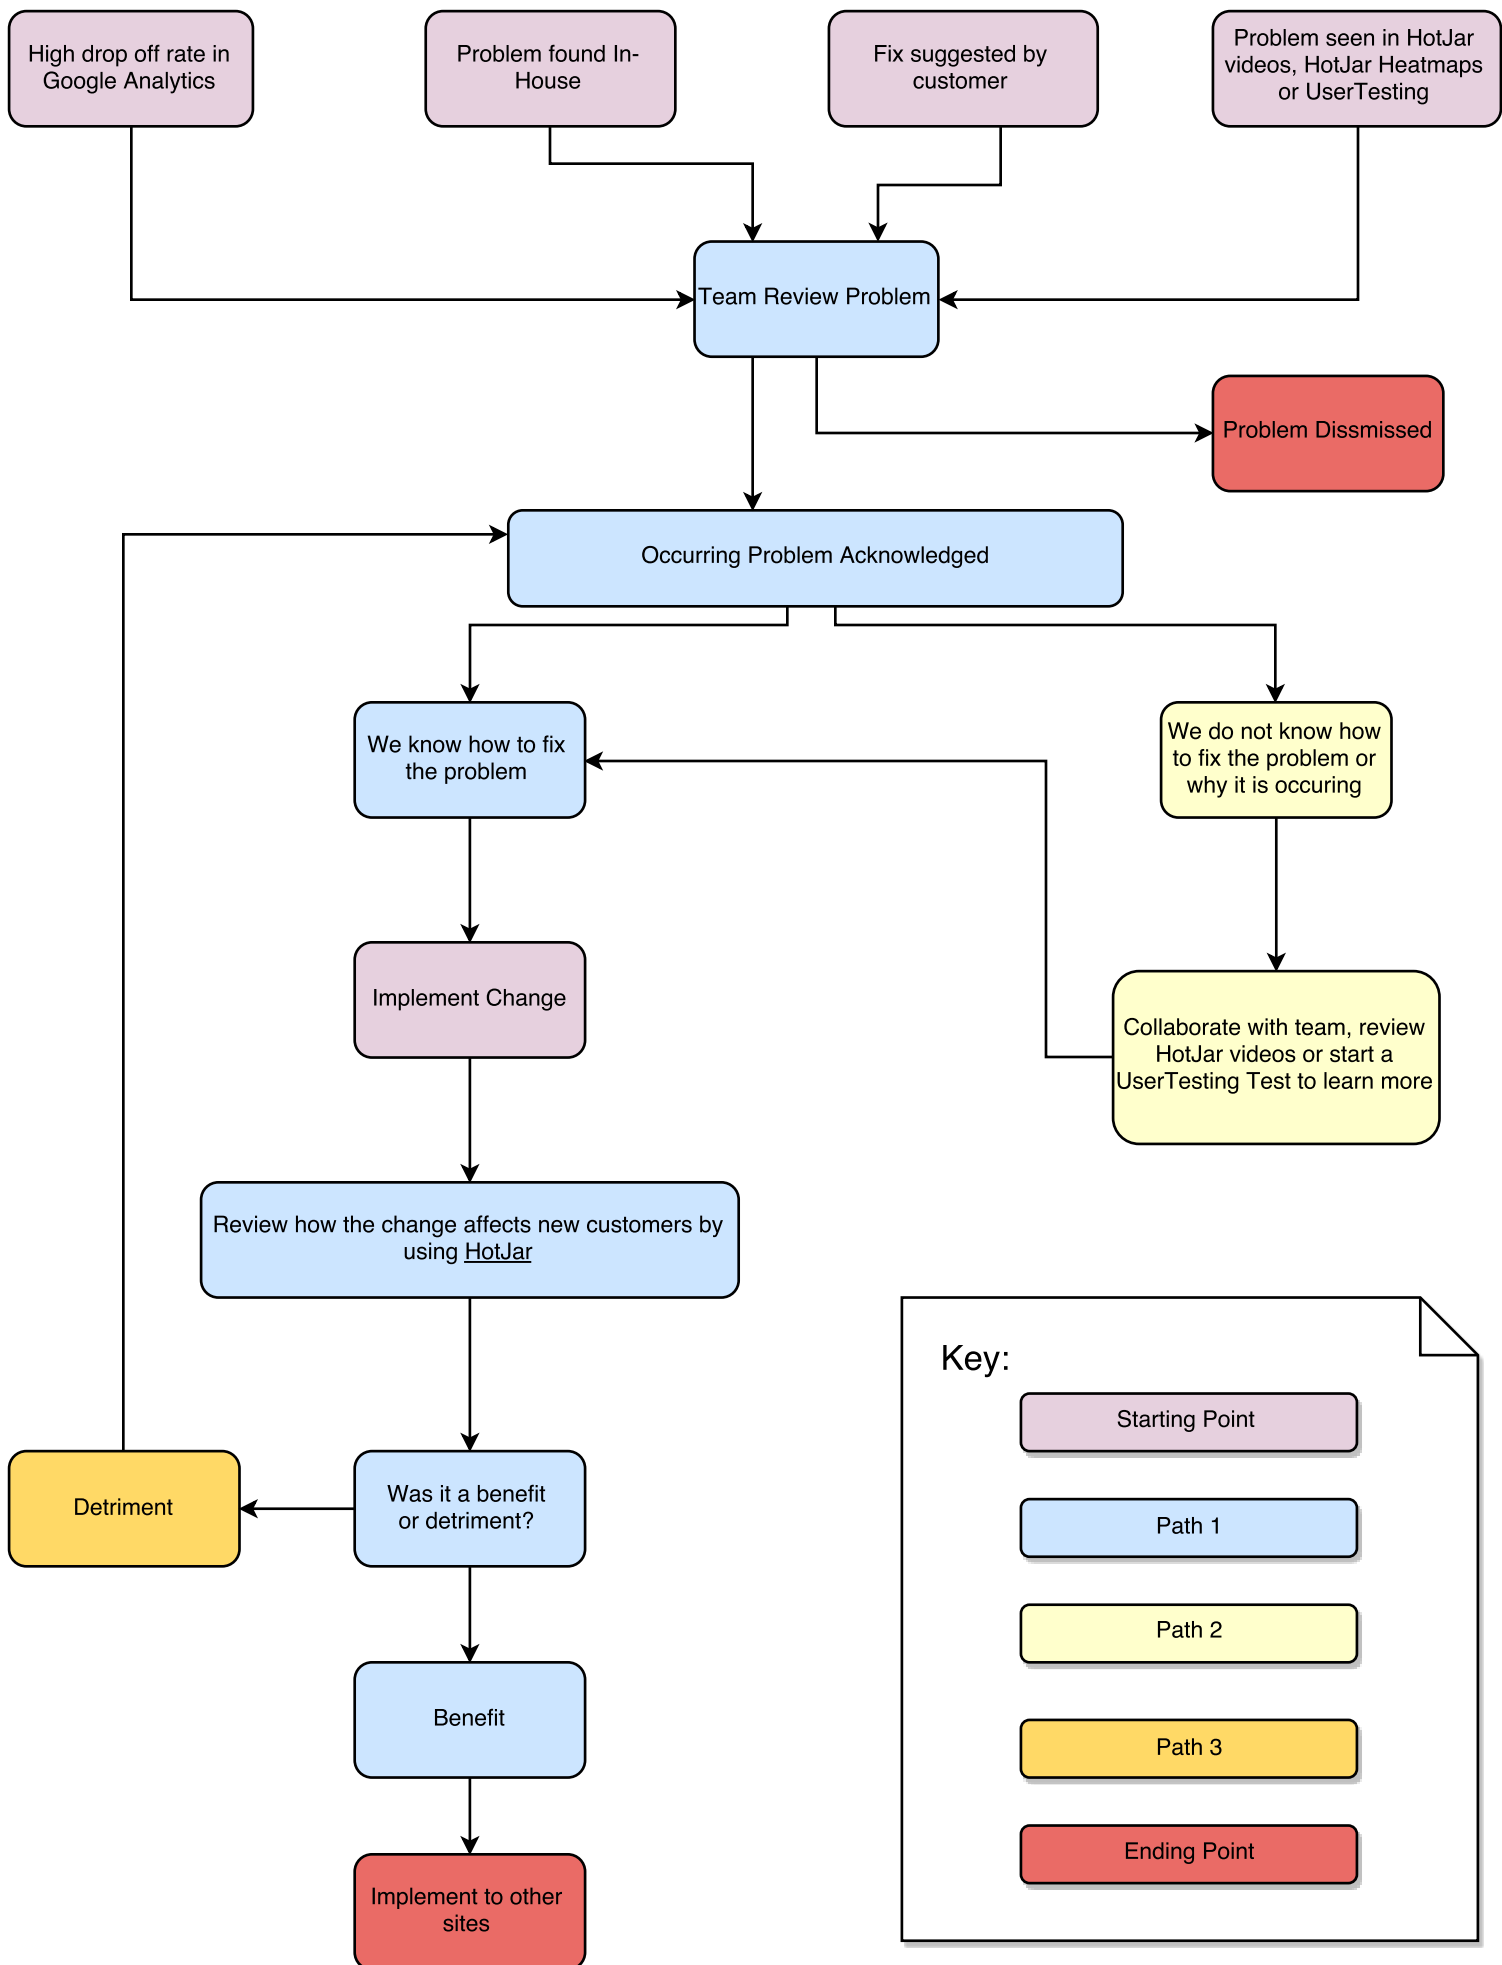 High drop off rate in
Google Analytics
Problem found In-
House
Fix suggested by
customer
Problem seen in HotJar
videos, HotJar Heatmaps
or UserTesting
Team Review Problem
Problem Dissmissed
Occurring Problem Acknowledged
We know how to fix
the problem
We do not know how
to fix the problem or
why it is occuring
Implement Change
Collaborate with team, review
HotJar videos or start a
UserTesting Test to learn more
Review how the change affects new customers by
using HotJar
Detriment
Was it a benefit
or detriment?
Benefit
Implement to other
sites
Key:
Starting Point
Path 1
Path 2
Path 3
Ending Point